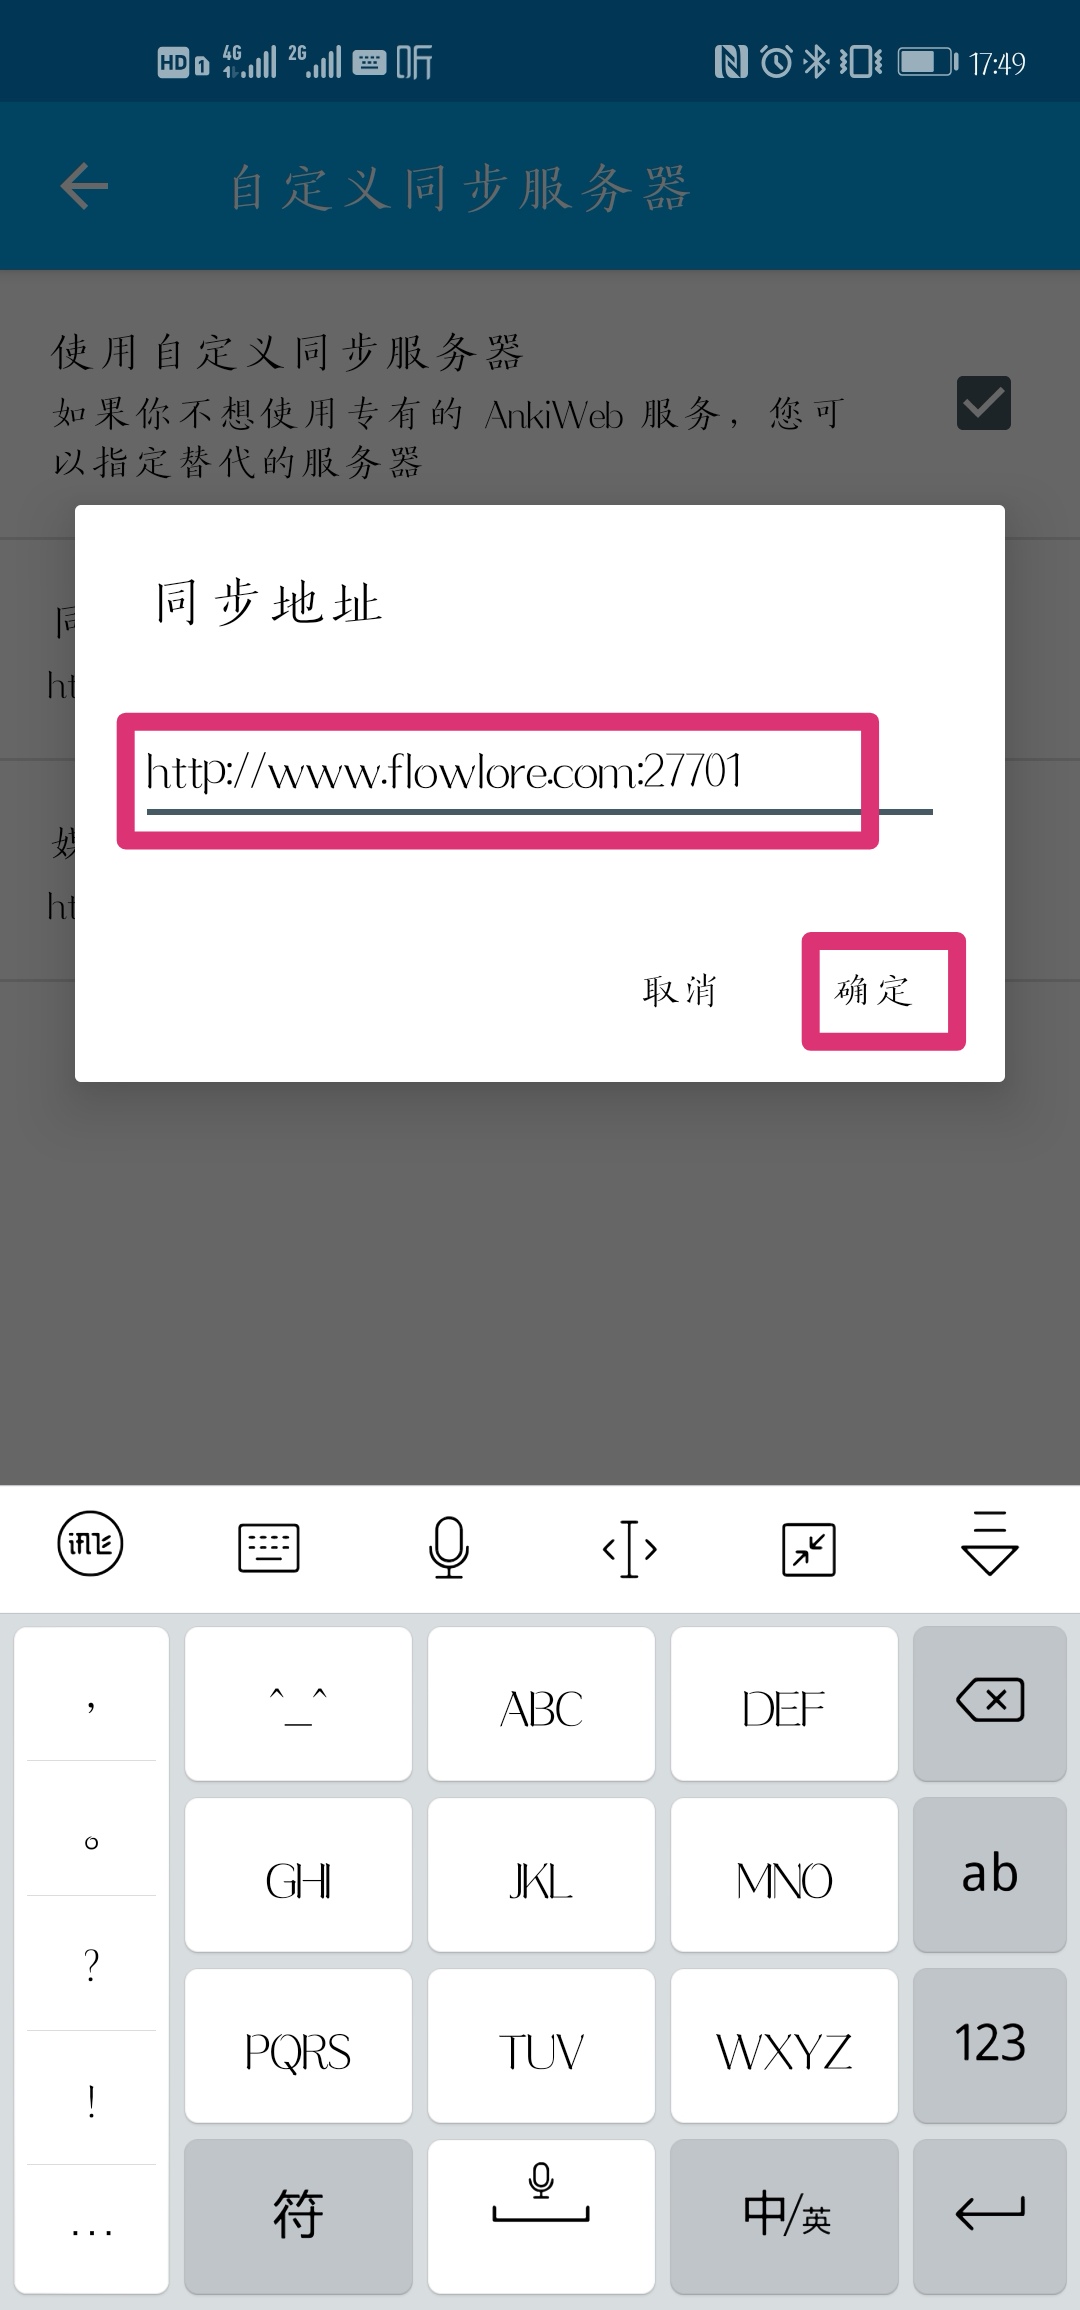 HD 1 4G 2G 听 17:49
自定义同步服务器
使用自定义同步服务器
如果你不想使用专有的 AnkiWeb 服务，您可
以指定替代的服务器
同步地址
http://www.flowlore.com:27701
ht
ht
取消 确定
， ^_^ ABC DEF
。 GHI JKL MNO ab
? PQRS TUV WXYZ 123
! 
... 符 中/英